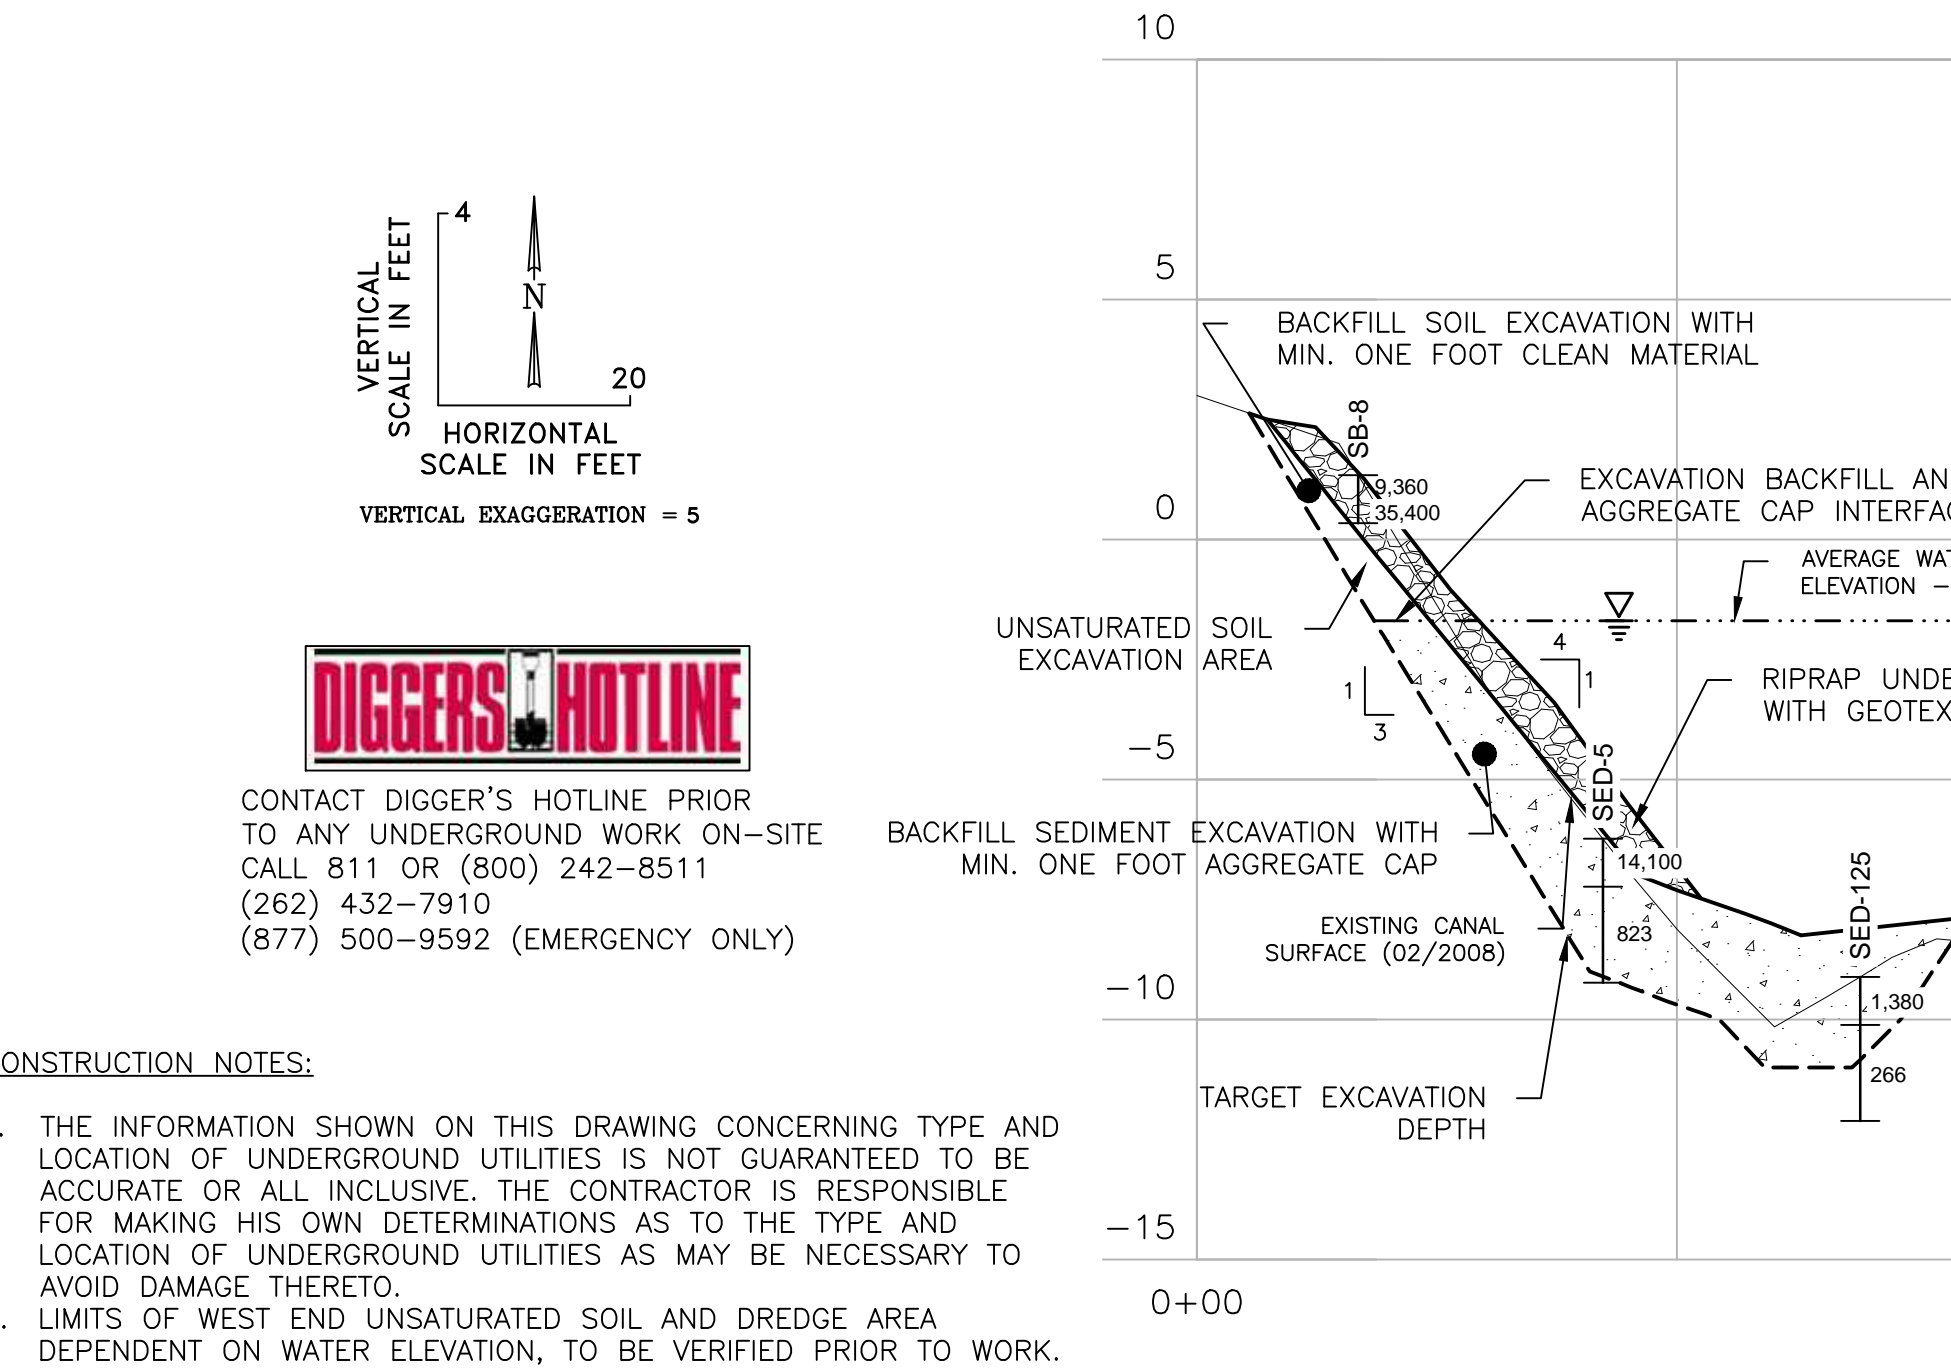 VERTICAL
SCALE IN FEET
4
N
20
HORIZONTAL
SCALE IN FEET
VERTICAL EXAGGERATION = 5
DIGGERS HOTLINE
CONTACT DIGGER'S HOTLINE PRIOR
TO ANY UNDERGROUND WORK ON-SITE
CALL 811 OR (800) 242-8511
(262) 432-7910
(877) 500-9592 (EMERGENCY ONLY)
ONSTRUCTION NOTES:
. THE INFORMATION SHOWN ON THIS DRAWING CONCERNING TYPE AND
LOCATION OF UNDERGROUND UTILITIES IS NOT GUARANTEED TO BE
ACCURATE OR ALL INCLUSIVE. THE CONTRACTOR IS RESPONSIBLE
FOR MAKING HIS OWN DETERMINATIONS AS TO THE TYPE AND
LOCATION OF UNDERGROUND UTILITIES AS MAY BE NECESSARY TO
AVOID DAMAGE THERETO.
. LIMITS OF WEST END UNSATURATED SOIL AND DREDGE AREA
DEPENDENT ON WATER ELEVATION, TO BE VERIFIED PRIOR TO WORK.
10
5
0
-5
-10
-15
0+00
BACKFILL SOIL EXCAVATION WITH
MIN. ONE FOOT CLEAN MATERIAL
SB-8
9,360
35,400
EXCAVATION BACKFILL AN
AGGREGATE CAP INTERFAC
AVERAGE WAT
ELEVATION -
UNSATURATED SOIL
EXCAVATION AREA
4
1
1
3
RIPRAP UNDE
WITH GEOTEX
SED-5
14,100
823
BACKFILL SEDIMENT EXCAVATION WITH
MIN. ONE FOOT AGGREGATE CAP
EXISTING CANAL
SURFACE (02/2008)
SED-125
1,380
266
TARGET EXCAVATION
DEPTH